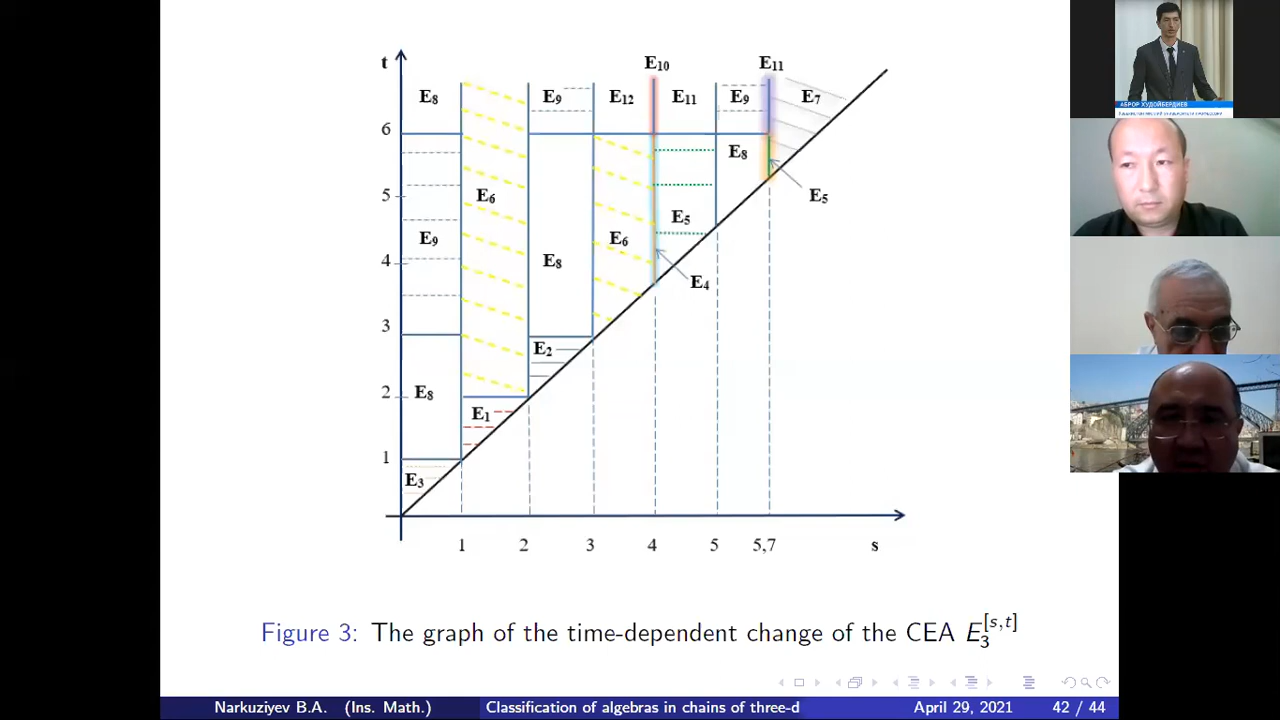 t
E10
E11
E8
E9
E12
E11
E9
E7
6
E8
5
E6
E5
E5
E9
E6
4
E8
E4
3
E2
2
E8
E1
1
E3
1 2 3 4 5 5,7 s
Figure 3: The graph of the time-dependent change of the CEA E_3^{[s,t]}
Narkuziyev B.A. (Ins. Math.) Classification of algebras in chains of three-d April 29, 2021 42 / 44
АБРОР ХУДОЙБЕРДИЕВ